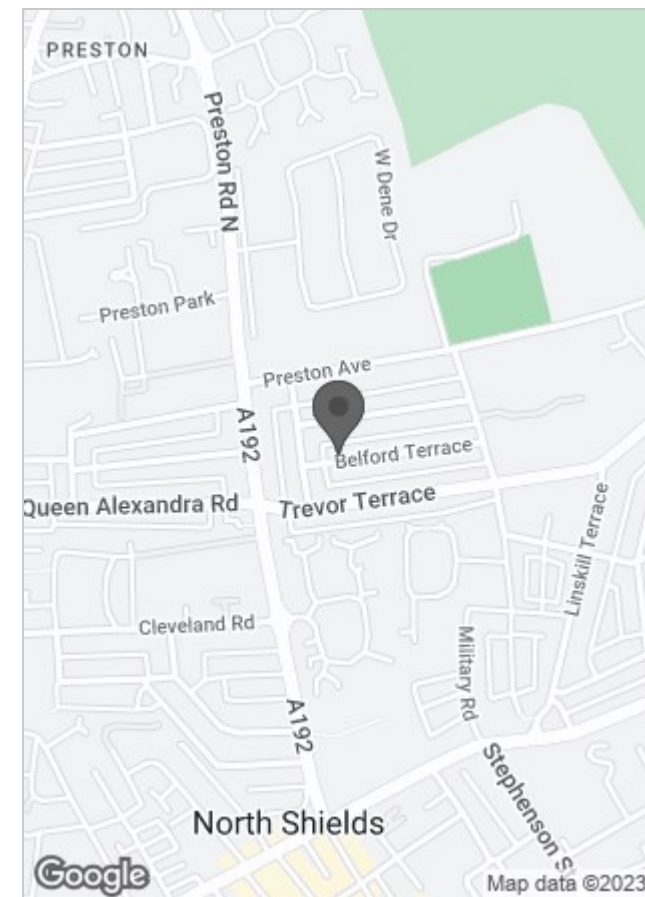 PRESTON
Preston Rd N
W Dene Dr
Preston Park
Preston Ave
A192
Belford Terrace
Queen Alexandra Rd
Trevor Terrace
Linskill Terrace
Cleveland Rd
Military Rd
A192
Stephenson St
North Shields
Google
Map data ©2023